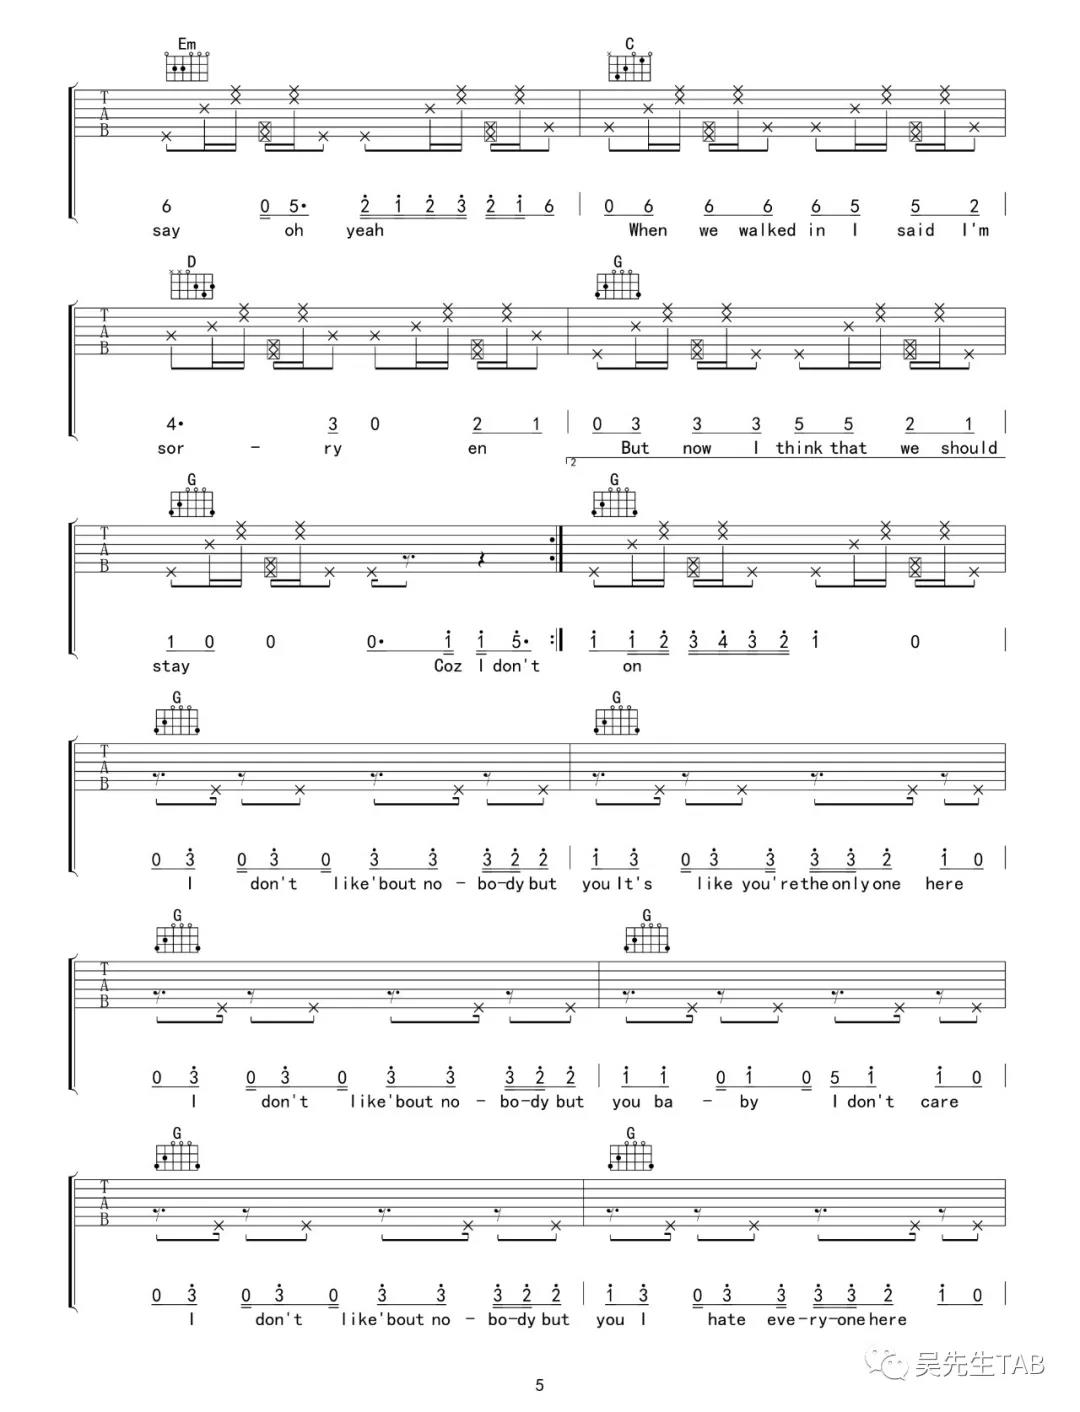 Em C
T
A
B
6 0 5· 2 1 2 3 2 1 6 0 6 6 6 6 5 5 2
say oh yeah When we walked in I said I'm
D G
T
A
B
4· 3 0 2 1 0 3 3 3 5 5 2 1
sor - ry en But now I think that we should
2
G G
T
A
B
1 0 0 0· 1 1 5· 1 1 2 3 4 3 2 1 0
stay Coz I don't on
G G
T
A
B
0 3 0 3 0 3 3 3 2 2 1 3 0 3 3 3 3 2 1 0
I don't like'bout no - bo-dy but you It's like you're the only one here
G G
T
A
B
0 3 0 3 0 3 3 3 2 2 1 1 0 1 0 5 1 1 0
I don't like'bout no - bo-dy but you ba - by I don't care
G G
T
A
B
0 3 0 3 0 3 3 3 2 2 1 3 0 3 3 3 3 2 1 0
I don't like'bout no - bo-dy but you I hate eve-ry-one here
吴先生TAB
5